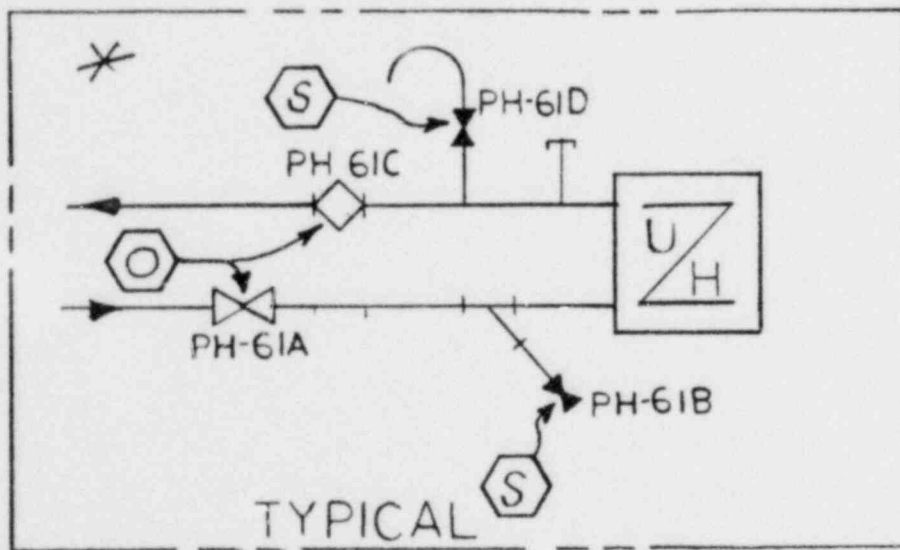 S
PH-61D
PH 61C
O
U
H
PH-61A
PH-61B
S
TYPICAL